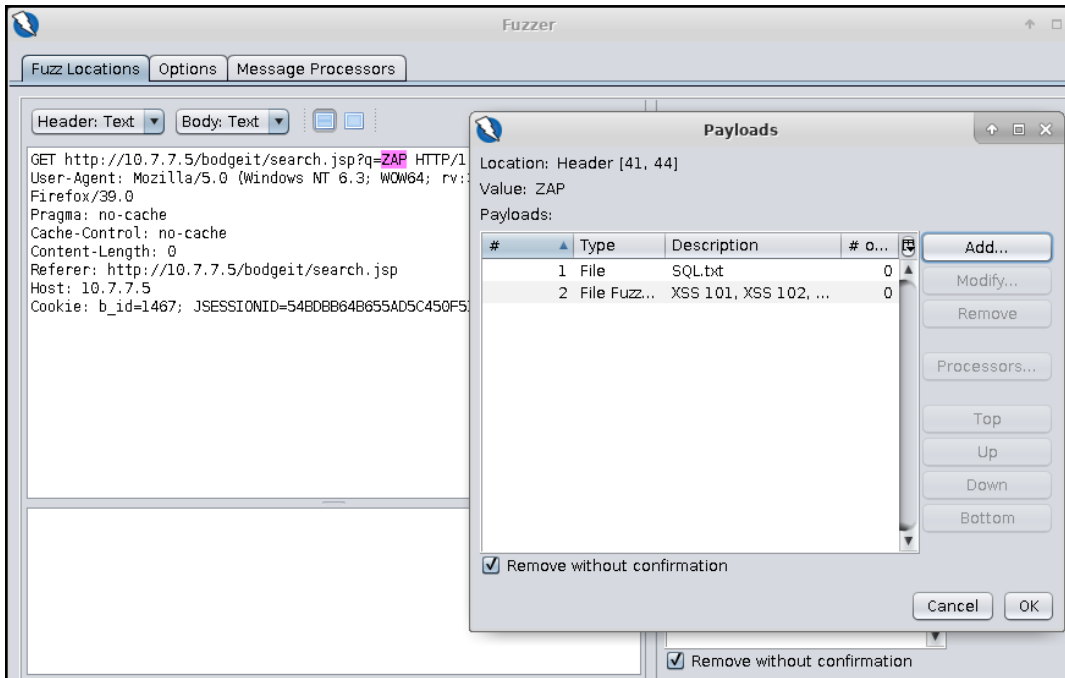 Fuzzer
Fuzz Locations Options Message Processors
Header: Text Body: Text
GET http://10.7.7.5/bodgeit/search.jsp?q=ZAP HTTP/1
User-Agent: Mozilla/5.0 (Windows NT 6.3; WOW64; rv:
Firefox/39.0
Pragma: no-cache
Cache-Control: no-cache
Content-Length: 0
Referer: http://10.7.7.5/bodgeit/search.jsp
Host: 10.7.7.5
Cookie: b_id=1467; JSESSIONID=54BDBB64B655AD5C450F5
Payloads
Location: Header [41, 44]
Value: ZAP
Payloads:
# Type Description # o...
1 File SQL.txt 0
2 File Fuzz... XSS 101, XSS 102, ... 0
Add...
Modify...
Remove
Processors...
Top
Up
Down
Bottom
Remove without confirmation
Cancel OK
Remove without confirmation